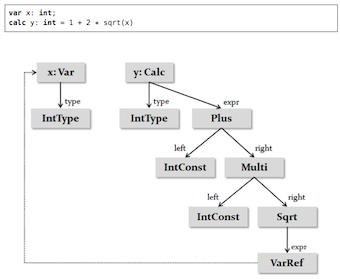 var x: int;
calc y: int = 1 + 2 * sqrt(x)
x: Var
y: Calc
type
type
expr
IntType
IntType
Plus
left
right
IntConst
Multi
left
right
IntConst
Sqrt
expr
VarRef